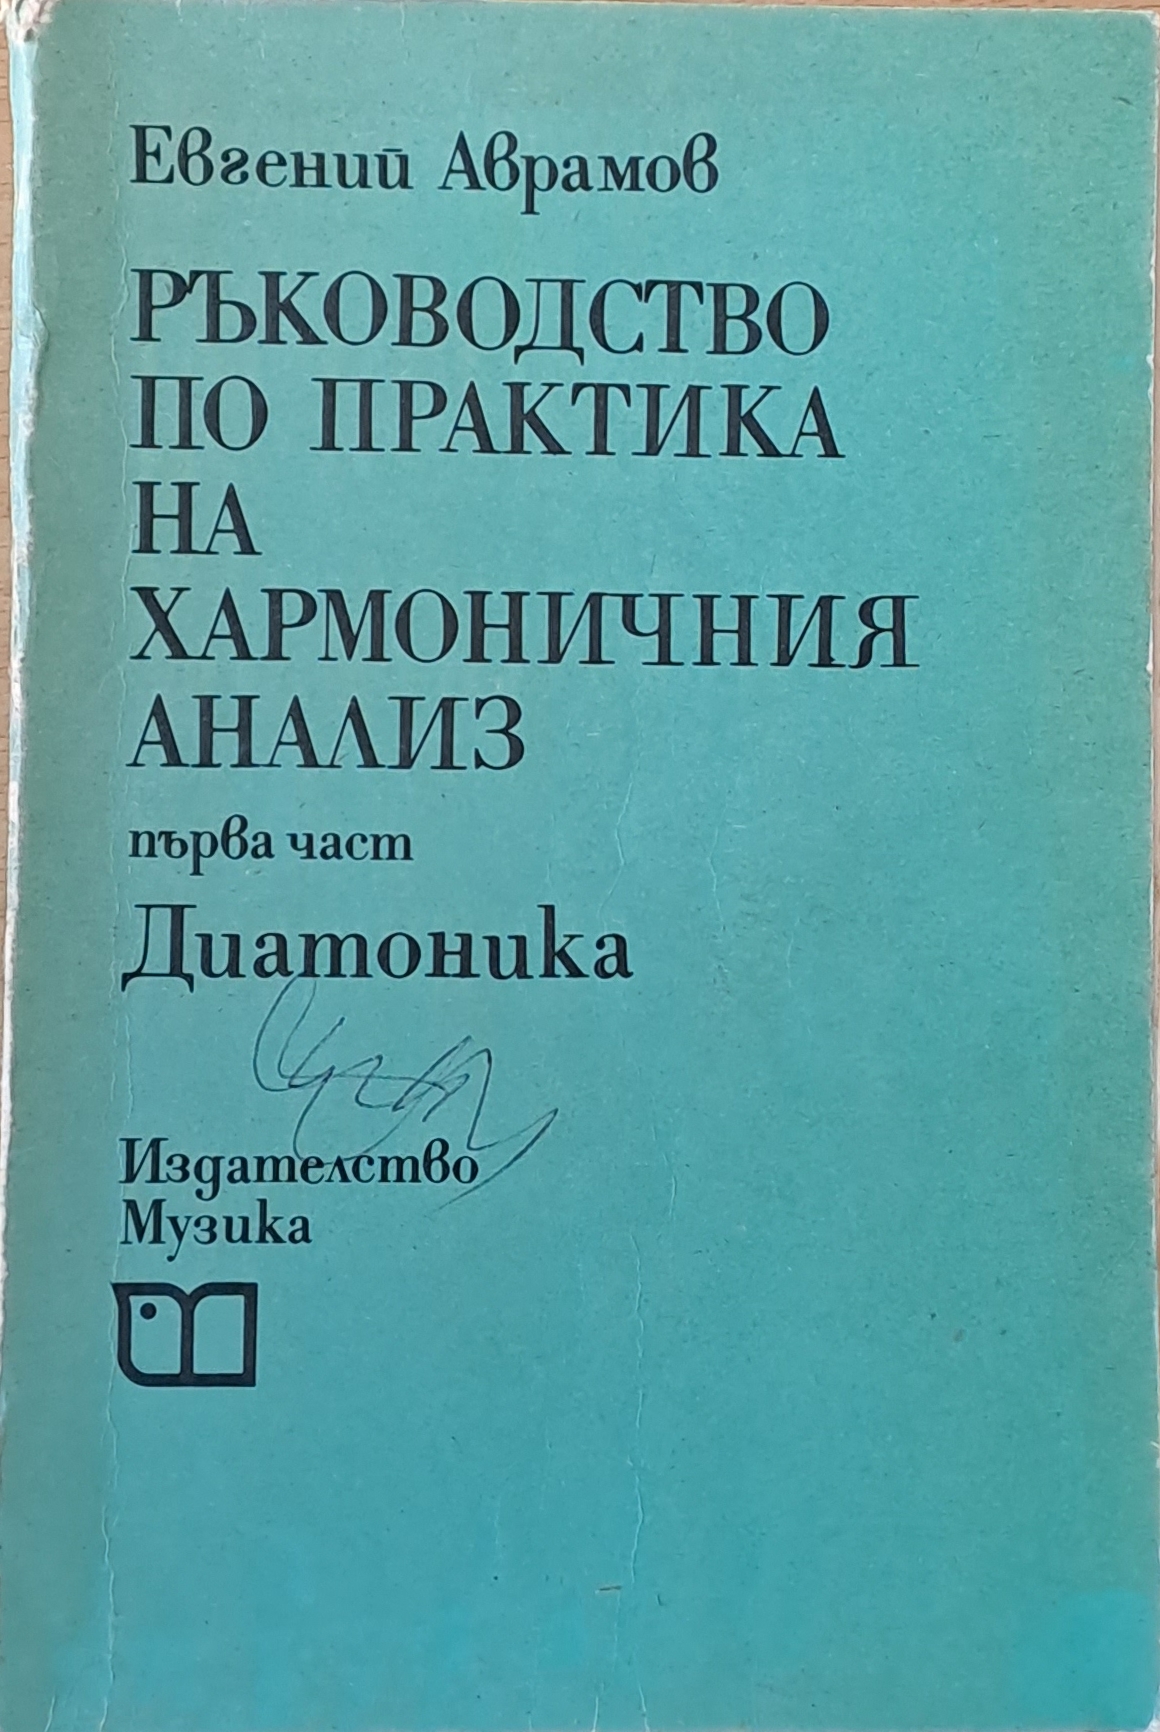 Евгений Аврамов
РЪКОВОДСТВО
ПО ПРАКТИКА
НА
ХАРМОНИЧНИЯ
АНАЛИЗ
първа част
Диатоника
Издателство
Музика